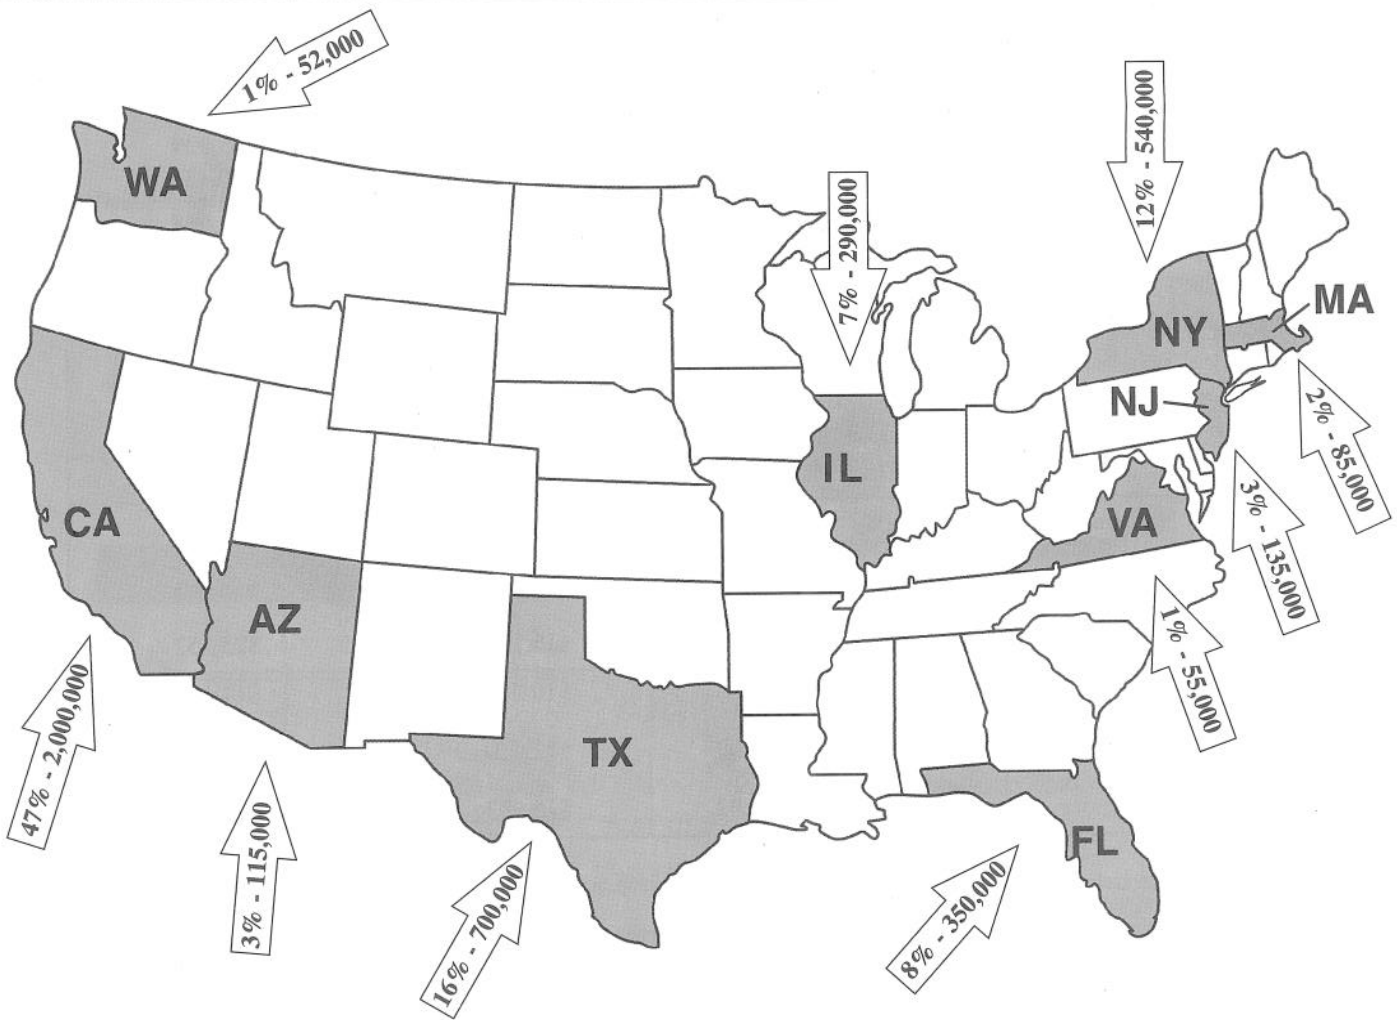 1% - 52,000
12% - 540,000
7% - 290,000
WA
MA
NY
NJ
2% - 85,000
IL
CA
VA
3% - 135,000
AZ
1% - 55,000
47% - 2,000,000
TX
3% - 115,000
FL
16% - 700,000
8% - 350,000